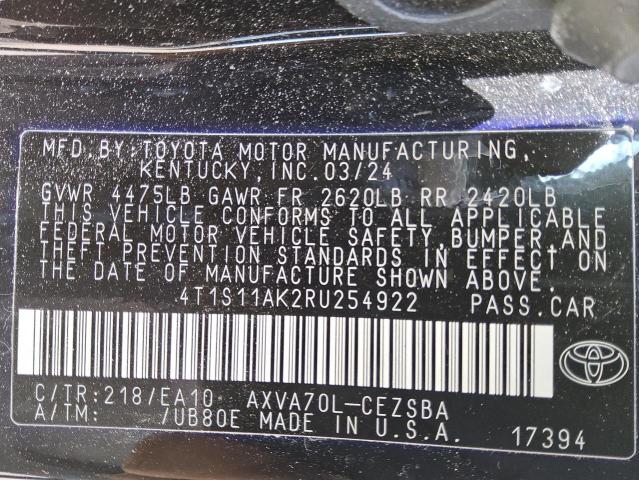 MFD.BY:TOYOTA MOTOR MANUFACTURING,
KENTUCKY,INC.03/24
GVWR 4475LB GAWR FR 2620LB RR 2420LB
THIS VEHICLE CONFORMS TO ALL APPLICABLE
FEDERAL MOTOR VEHICLE SAFETY,BUMPER,AND
THEFT PREVENTION STANDARDS IN EFFECT ON
THE DATE OF MANUFACTURE SHOWN ABOVE.
4T1S11AK2RU254922 PASS.CAR
C/TR:218/EA10 AXVA70L-CEZSBA
A/TM: /UB80E MADE IN U.S.A. 17394